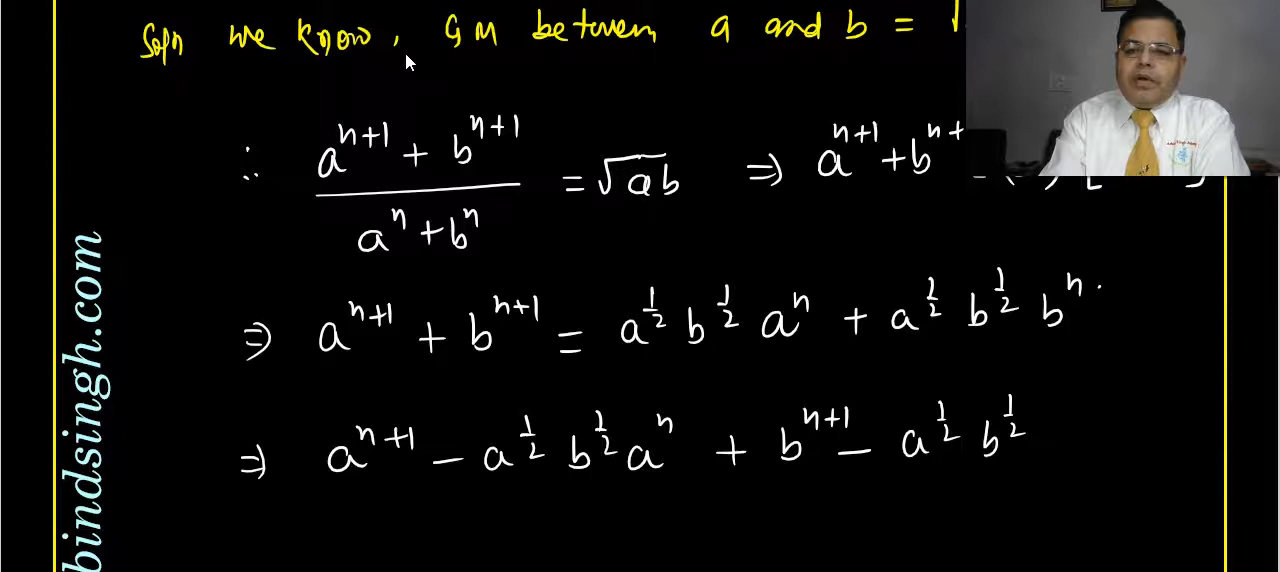 Soln We know, GM between a and b = √
∴ (a^{n+1} + b^{n+1}) / (a^n + b^n) = √ab ⇒ a^{n+1} + b^{n+
⇒ a^{n+1} + b^{n+1} = a^{1/2} b^{1/2} a^n + a^{1/2} b^{1/2} b^n .
⇒ a^{n+1} - a^{1/2} b^{1/2} a^n + b^{n+1} - a^{1/2} b^{1/2}
bindsingh.com